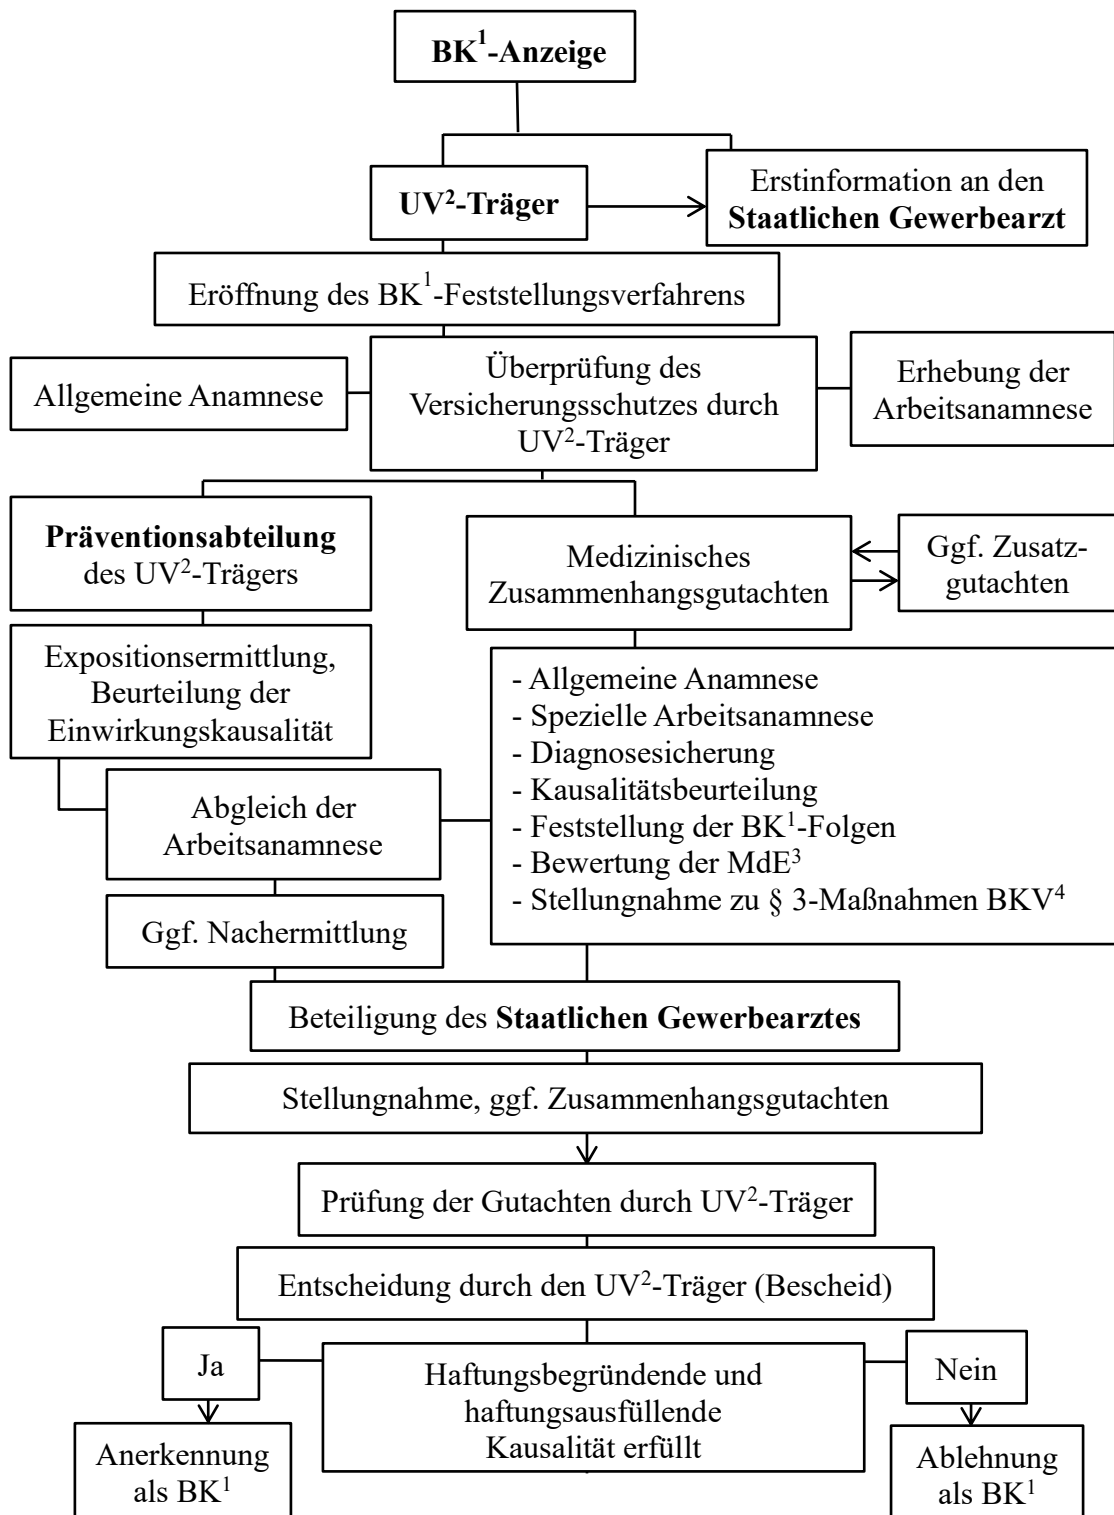 BK¹-Anzeige
UV²-Träger
Erstinformation an den
Staatlichen Gewerbearzt
Eröffnung des BK¹-Feststellungsverfahrens
Allgemeine Anamnese
Überprüfung des
Versicherungsschutzes durch
UV²-Träger
Erhebung der
Arbeitsanamnese
Präventionsabteilung
des UV²-Trägers
Medizinisches
Zusammenhangsgutachten
Ggf. Zusatz-
gutachten
Expositionsermittlung,
Beurteilung der
Einwirkungskausalität
- Allgemeine Anamnese
- Spezielle Arbeitsanamnese
- Diagnosesicherung
- Kausalitätsbeurteilung
- Feststellung der BK¹-Folgen
- Bewertung der MdE³
- Stellungnahme zu § 3-Maßnahmen BKV⁴
Abgleich der
Arbeitsanamnese
Ggf. Nachermittlung
Beteiligung des Staatlichen Gewerbearztes
Stellungnahme, ggf. Zusammenhangsgutachten
Prüfung der Gutachten durch UV²-Träger
Entscheidung durch den UV²-Träger (Bescheid)
Ja
Haftungsbegründende und
haftungsausfüllende
Kausalität erfüllt
Nein
Anerkennung
als BK¹
Ablehnung
als BK¹